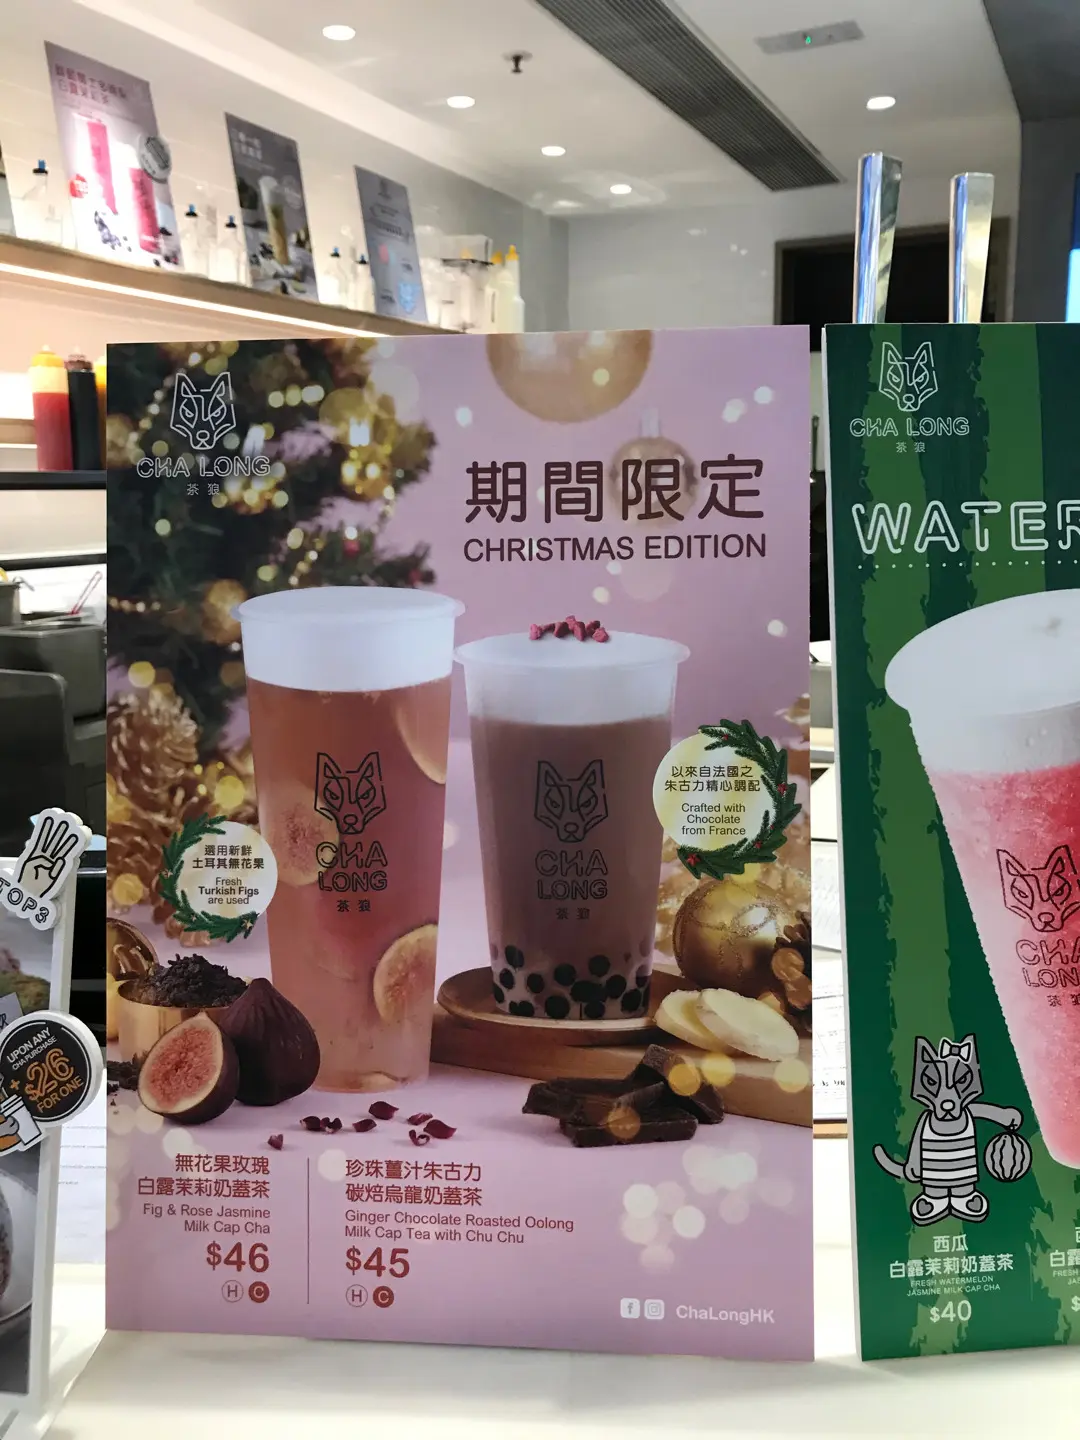 CHA LONG
茶 狼
期間限定
CHRISTMAS EDITION
CHA
LONG
茶 狼
CHA
LONG
茶 狼
選用新鮮
土耳其無花果
Fresh
Turkish Figs
are used
以來自法國之
朱古力精心調配
Crafted with
Chocolate
from France
無花果玫瑰
白露茉莉奶蓋茶
Fig & Rose Jasmine
Milk Cap Cha
$46
H C
珍珠薑汁朱古力
碳焙烏龍奶蓋茶
Ginger Chocolate Roasted Oolong
Milk Cap Tea with Chu Chu
$45
H C
ChaLongHK
CHA LONG
茶 狼
WATER
CHA
LONG
茶
西瓜
白露茉莉奶蓋茶
FRESH WATERMELON
JASMINE MILK CAP CHA
$40
TOP3
UPON ANY
CHA PURCHASE
+ $26
FOR ONE